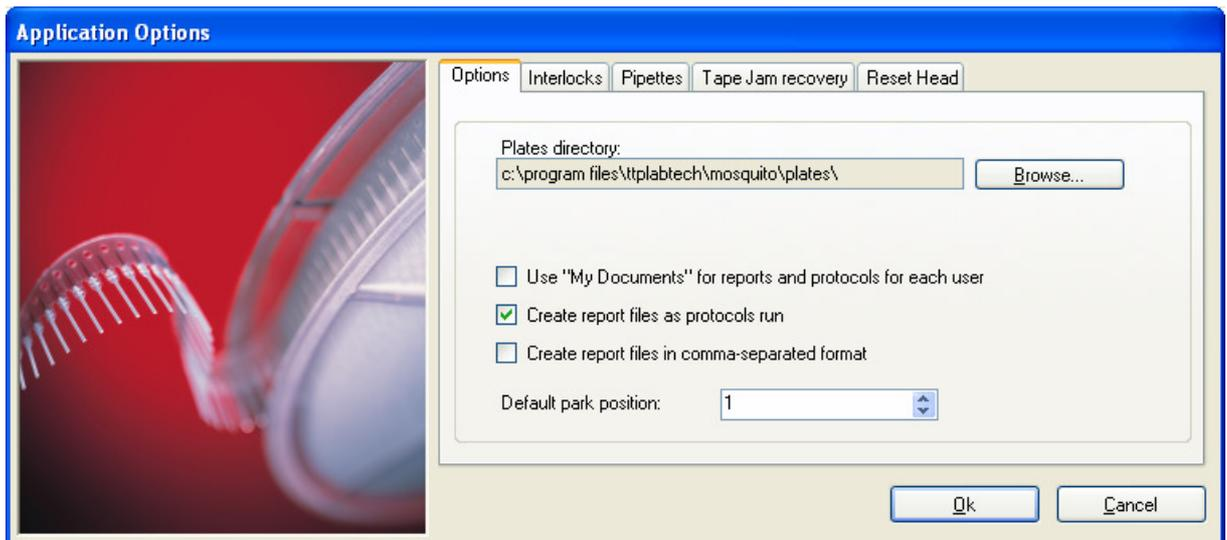 Application Options
Options Interlocks Pipettes Tape Jam recovery Reset Head
Plates directory:
c:\program files\ttplabtech\mosquito\plates\ Browse...
Use "My Documents" for reports and protocols for each user
Create report files as protocols run
Create report files in comma-separated format
Default park position: 1
Ok Cancel